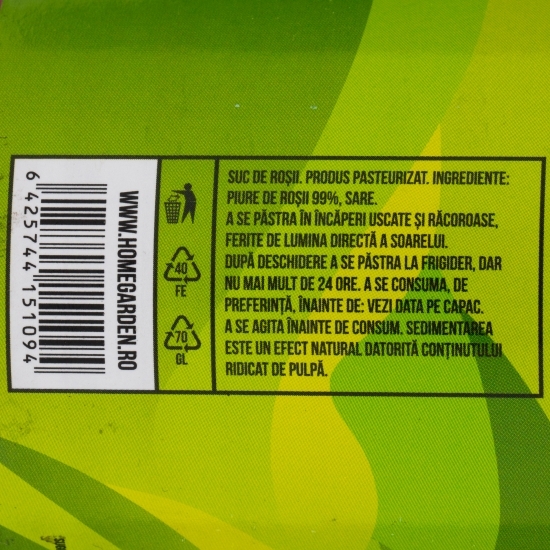 SUC DE ROȘII. PRODUS PASTEURIZAT. INGREDIENTE:
PIURE DE ROȘII 99%, SARE.
A SE PĂSTRA ÎN ÎNCĂPERI USCATE ȘI RĂCOROASE,
FERITE DE LUMINA DIRECTĂ A SOARELUI.
DUPĂ DESCHIDERE A SE PĂSTRA LA FRIGIDER, DAR
NU MAI MULT DE 24 ORE. A SE CONSUMA, DE
PREFERINȚĂ, ÎNAINTE DE: VEZI DATA PE CAPAC.
A SE AGITA ÎNAINTE DE CONSUM. SEDIMENTAREA
ESTE UN EFECT NATURAL DATORITĂ CONȚINUTULUI
RIDICAT DE PULPĂ.
40
FE
70
GL
WWW.HOMEGARDEN.RO
6 425744 151094